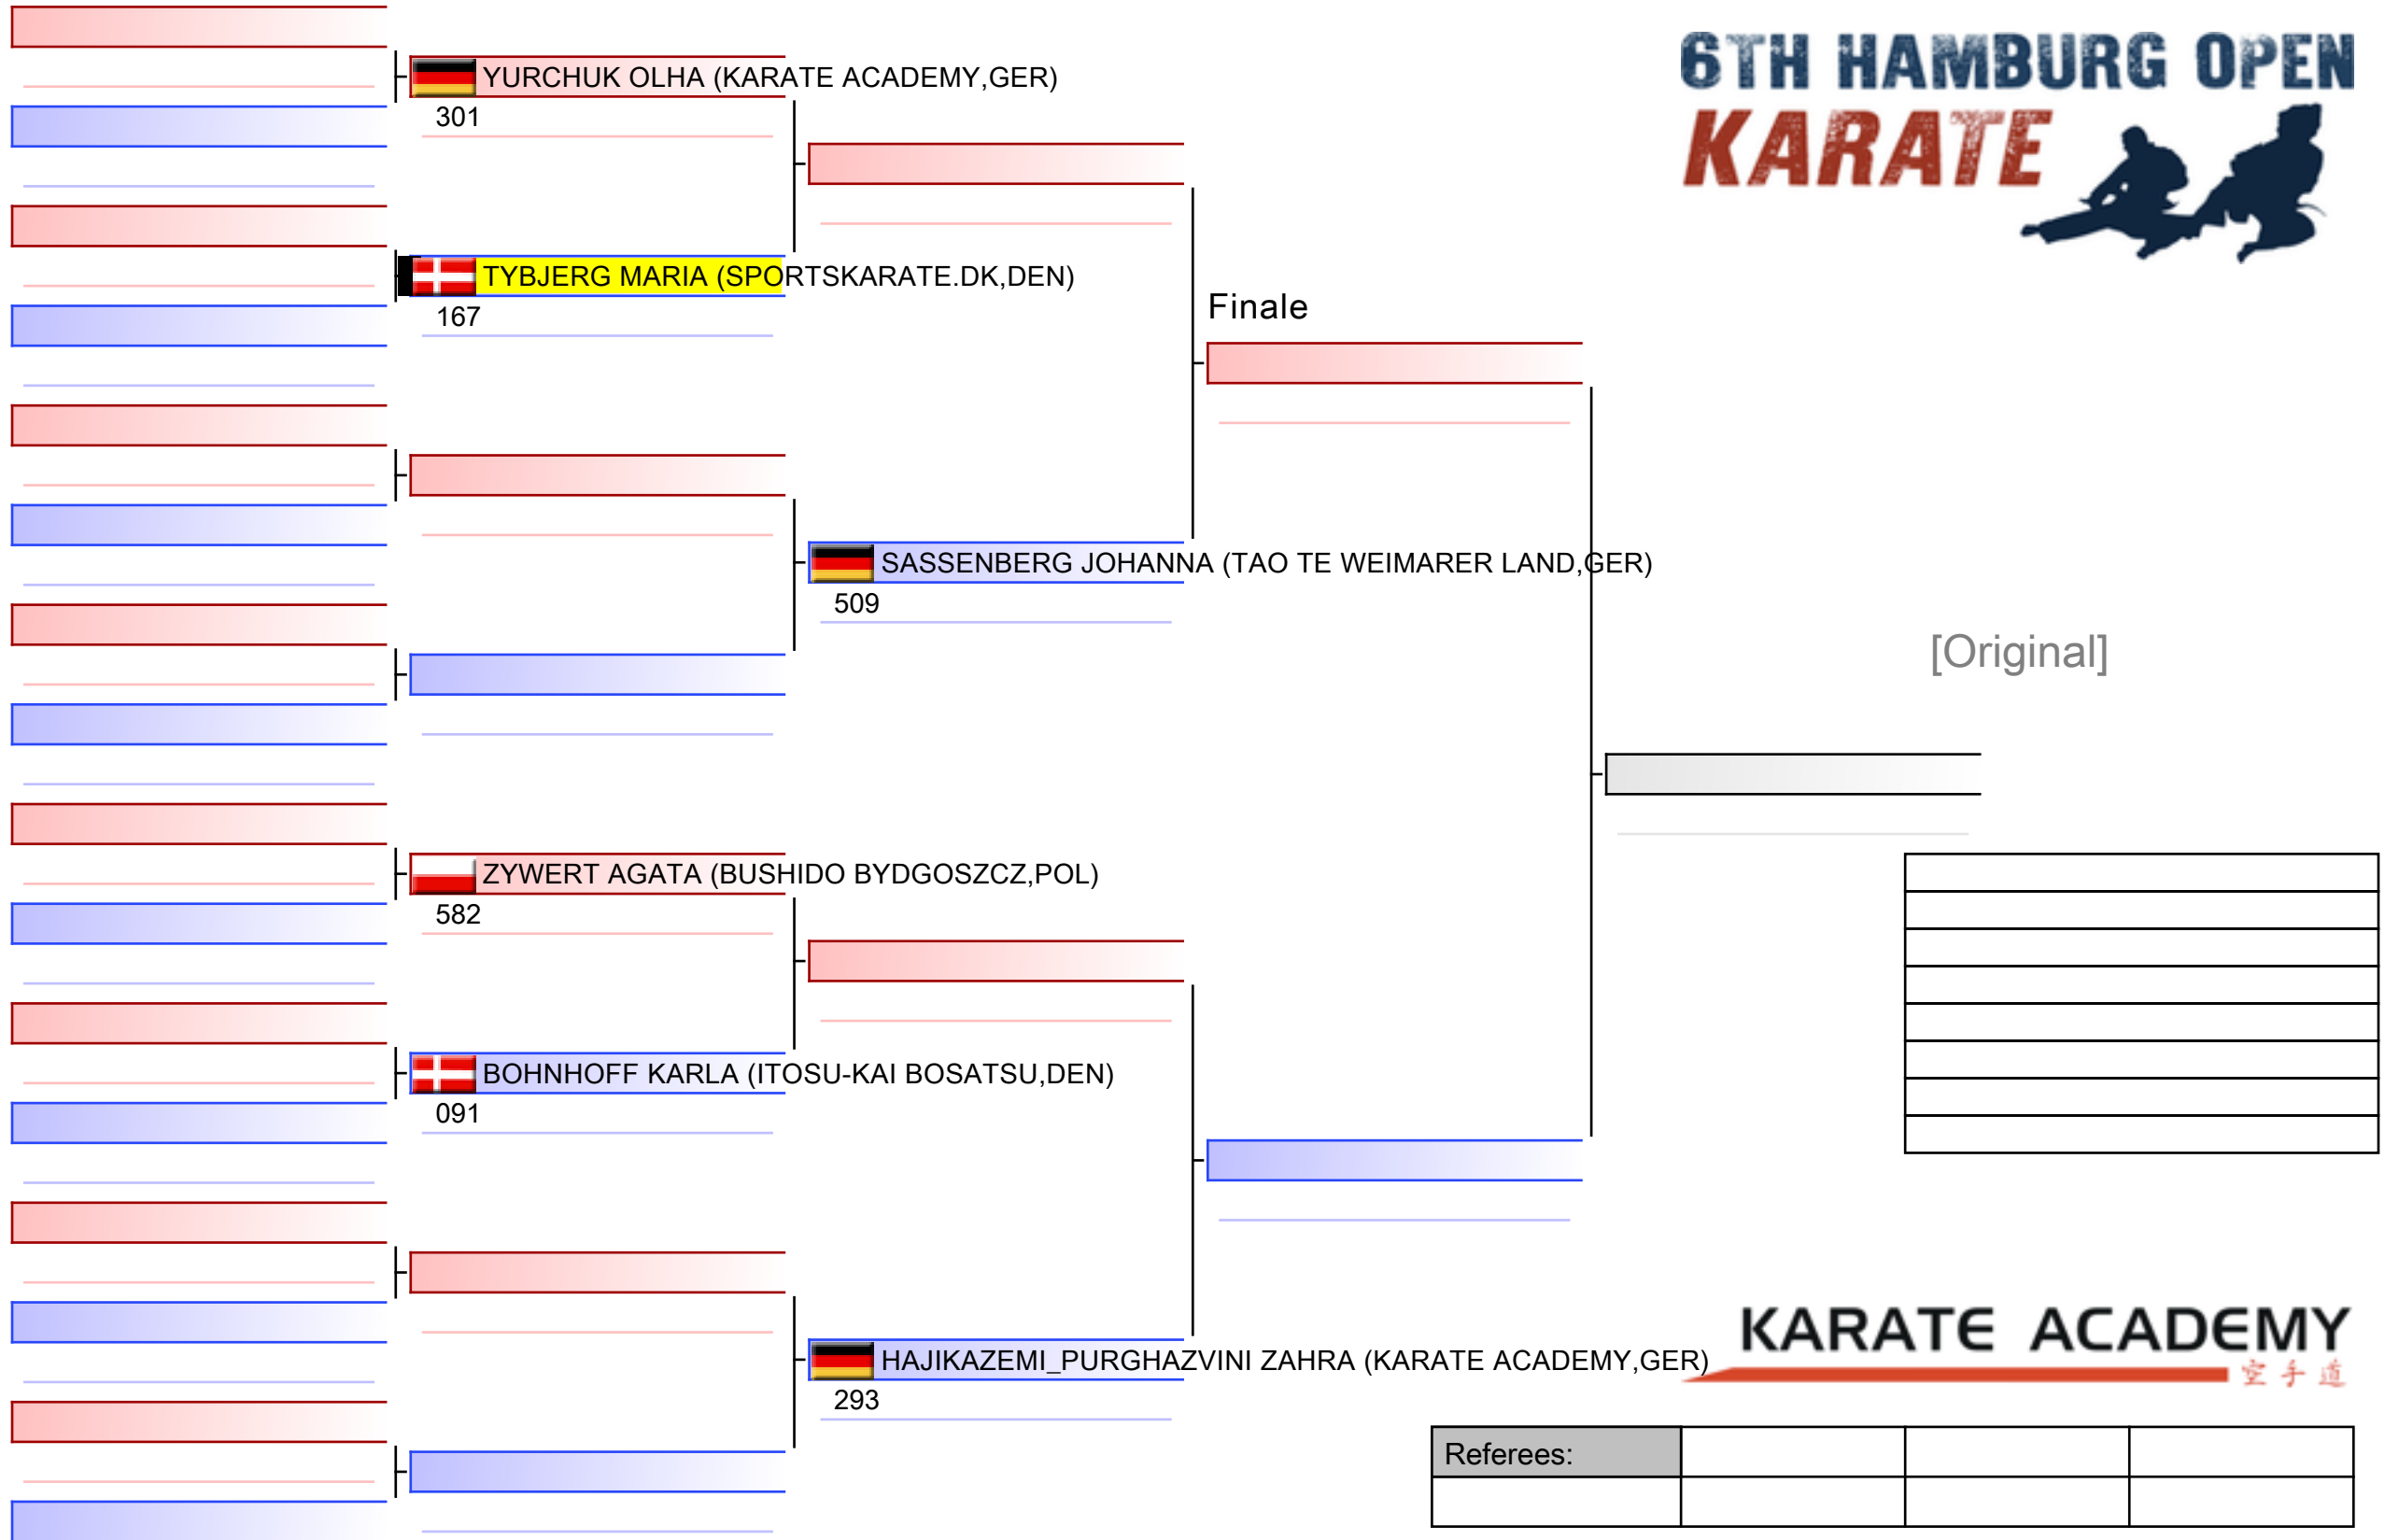 6TH HAMBURG OPEN
KARATE
YURCHUK OLHA (KARATE ACADEMY,GER)
301
TYBJERG MARIA (SPORTSKARATE.DK,DEN)
167
Finale
SASSENBERG JOHANNA (TAO TE WEIMARER LAND,GER)
509
[Original]
ZYWERT AGATA (BUSHIDO BYDGOSZCZ,POL)
582
BOHNHOFF KARLA (ITOSU-KAI BOSATSU,DEN)
091
HAJIKAZEMI_PURGHAZVINI ZAHRA (KARATE ACADEMY,GER)
293
KARATE ACADEMY
空手道
Referees: